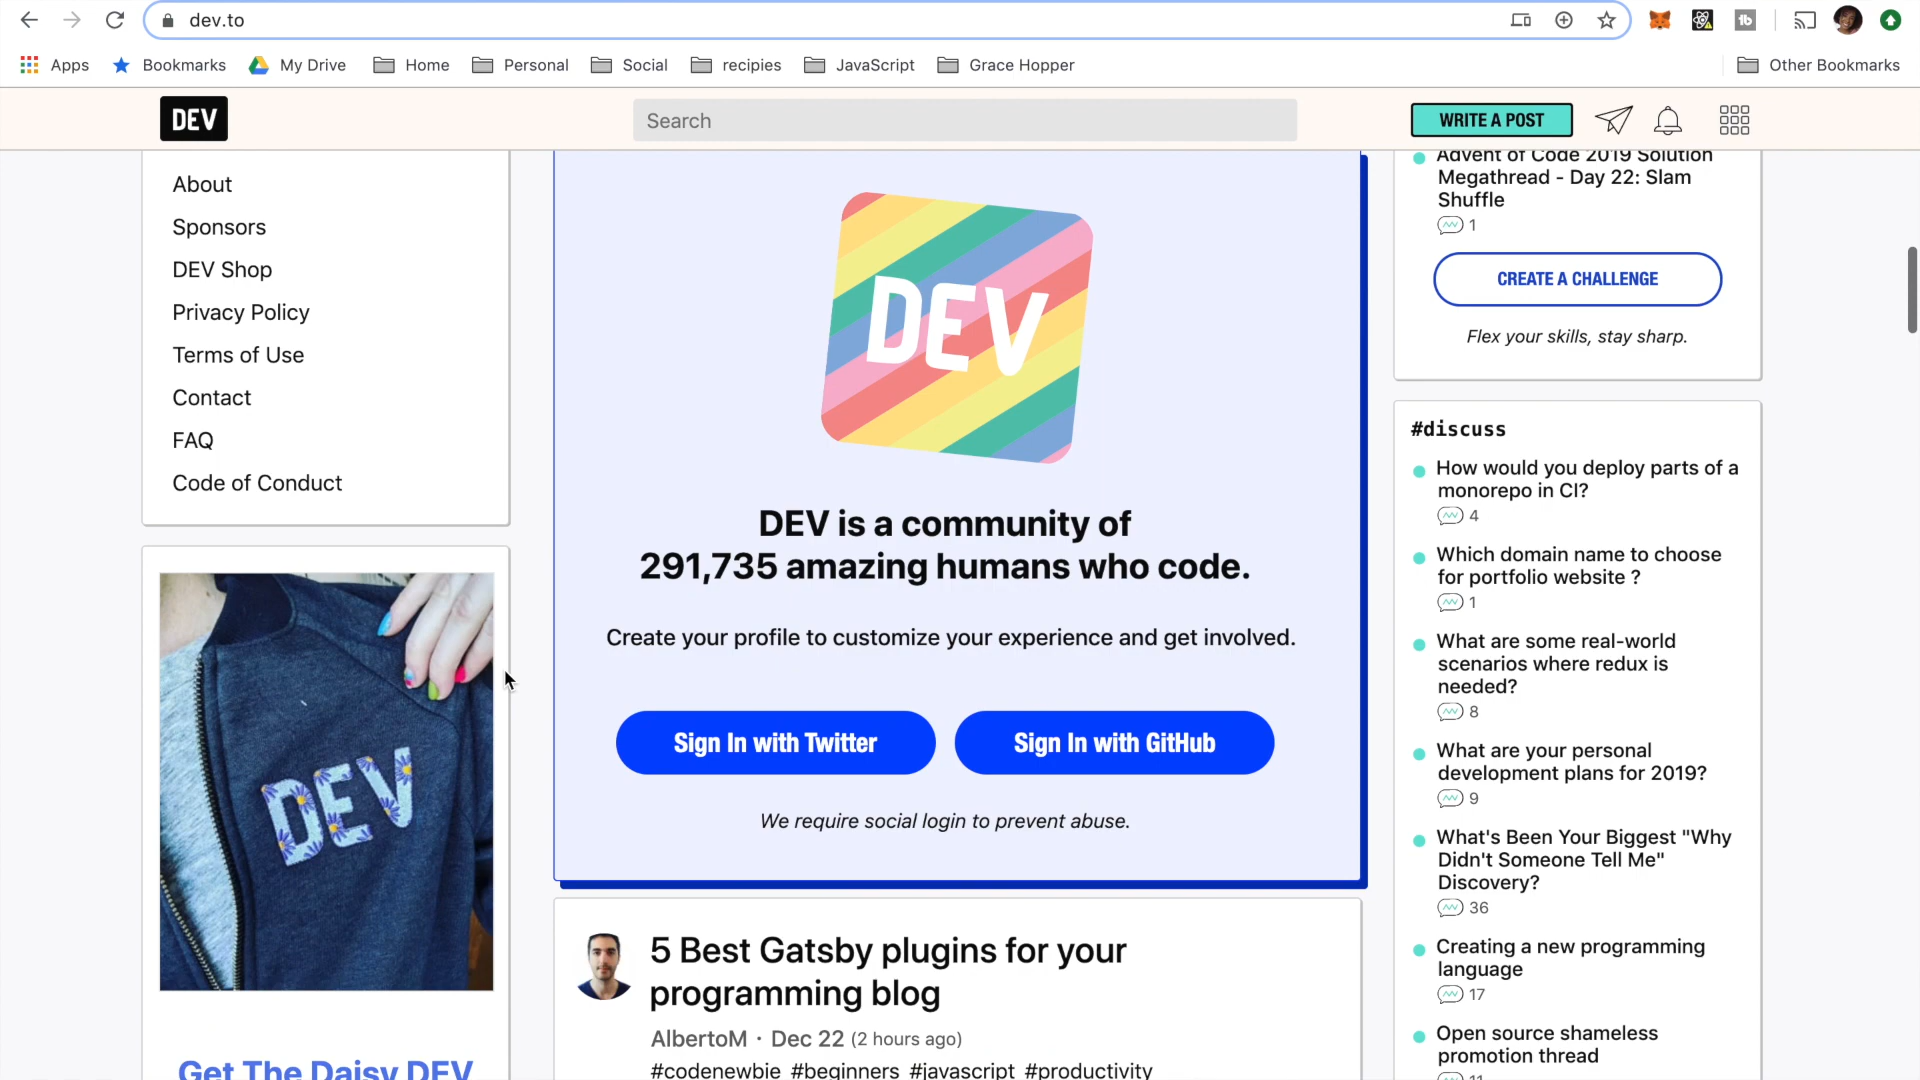 dev.to
Apps
Bookmarks
My Drive
Home
Personal
Social
recipies
JavaScript
Grace Hopper
Other Bookmarks
DEV
Search
WRITE A POST
About
Sponsors
DEV Shop
Privacy Policy
Terms of Use
Contact
FAQ
Code of Conduct
DEV
Get The Daisy DEV
DEV
DEV is a community of
291,735 amazing humans who code.
Create your profile to customize your experience and get involved.
Sign In with Twitter
Sign In with GitHub
We require social login to prevent abuse.
5 Best Gatsby plugins for your
programming blog
AlbertoM · Dec 22 (2 hours ago)
#codenewbie #beginners #javascript #productivity
Advent of Code 2019 Solution
Megathread - Day 22: Slam
Shuffle
1
CREATE A CHALLENGE
Flex your skills, stay sharp.
#discuss
How would you deploy parts of a
monorepo in CI?
4
Which domain name to choose
for portfolio website ?
1
What are some real-world
scenarios where redux is
needed?
8
What are your personal
development plans for 2019?
9
What's Been Your Biggest "Why
Didn't Someone Tell Me"
Discovery?
36
Creating a new programming
language
17
Open source shameless
promotion thread
11